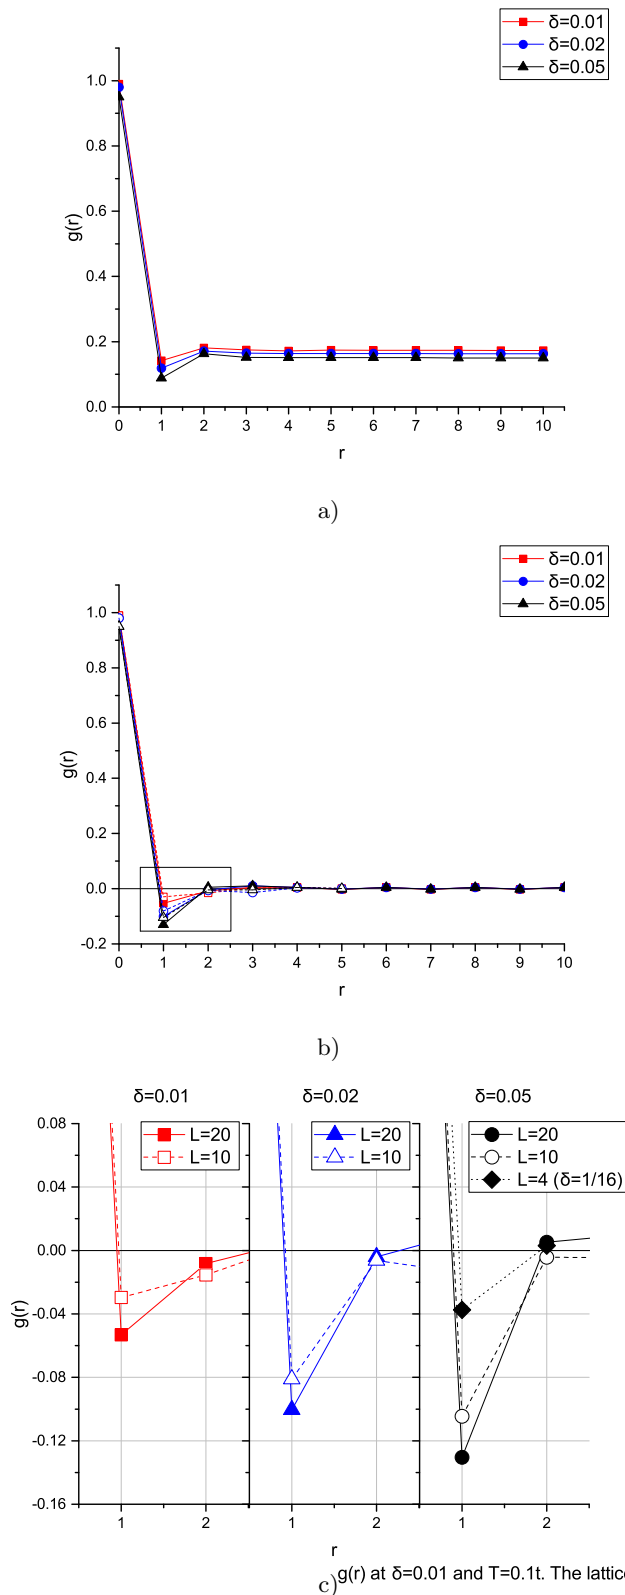 δ=0.01
δ=0.02
δ=0.05
1.0
0.8
0.6
0.4
0.2
0.0
g(r)
0 1 2 3 4 5 6 7 8 9 10
r
a)
δ=0.01
δ=0.02
δ=0.05
1.0
0.8
0.6
0.4
0.2
0.0
-0.2
g(r)
0 1 2 3 4 5 6 7 8 9 10
r
b)
δ=0.01 δ=0.02 δ=0.05
0.08
0.04
0.00
-0.04
-0.08
-0.12
-0.16
g(r)
L=20
L=10
L=20
L=10
L=20
L=10
L=4 (δ=1/16)
1 2 1 2 1 2
r
g(r) at δ=0.01 and T=0.1t. The lattice
c)